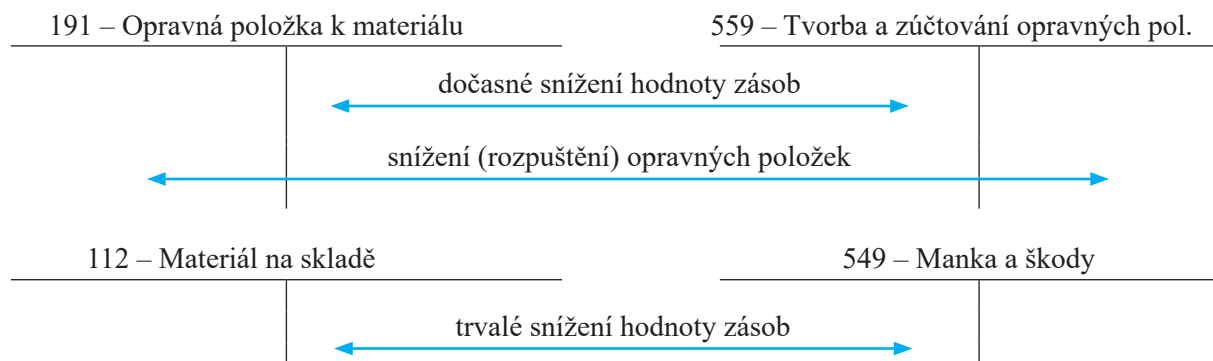 191 – Opravná položka k materiálu
559 – Tvorba a zúčtování opravných pol.
dočasné snížení hodnoty zásob
snížení (rozpuštění) opravných položek
112 – Materiál na skladě
549 – Manka a škody
trvalé snížení hodnoty zásob